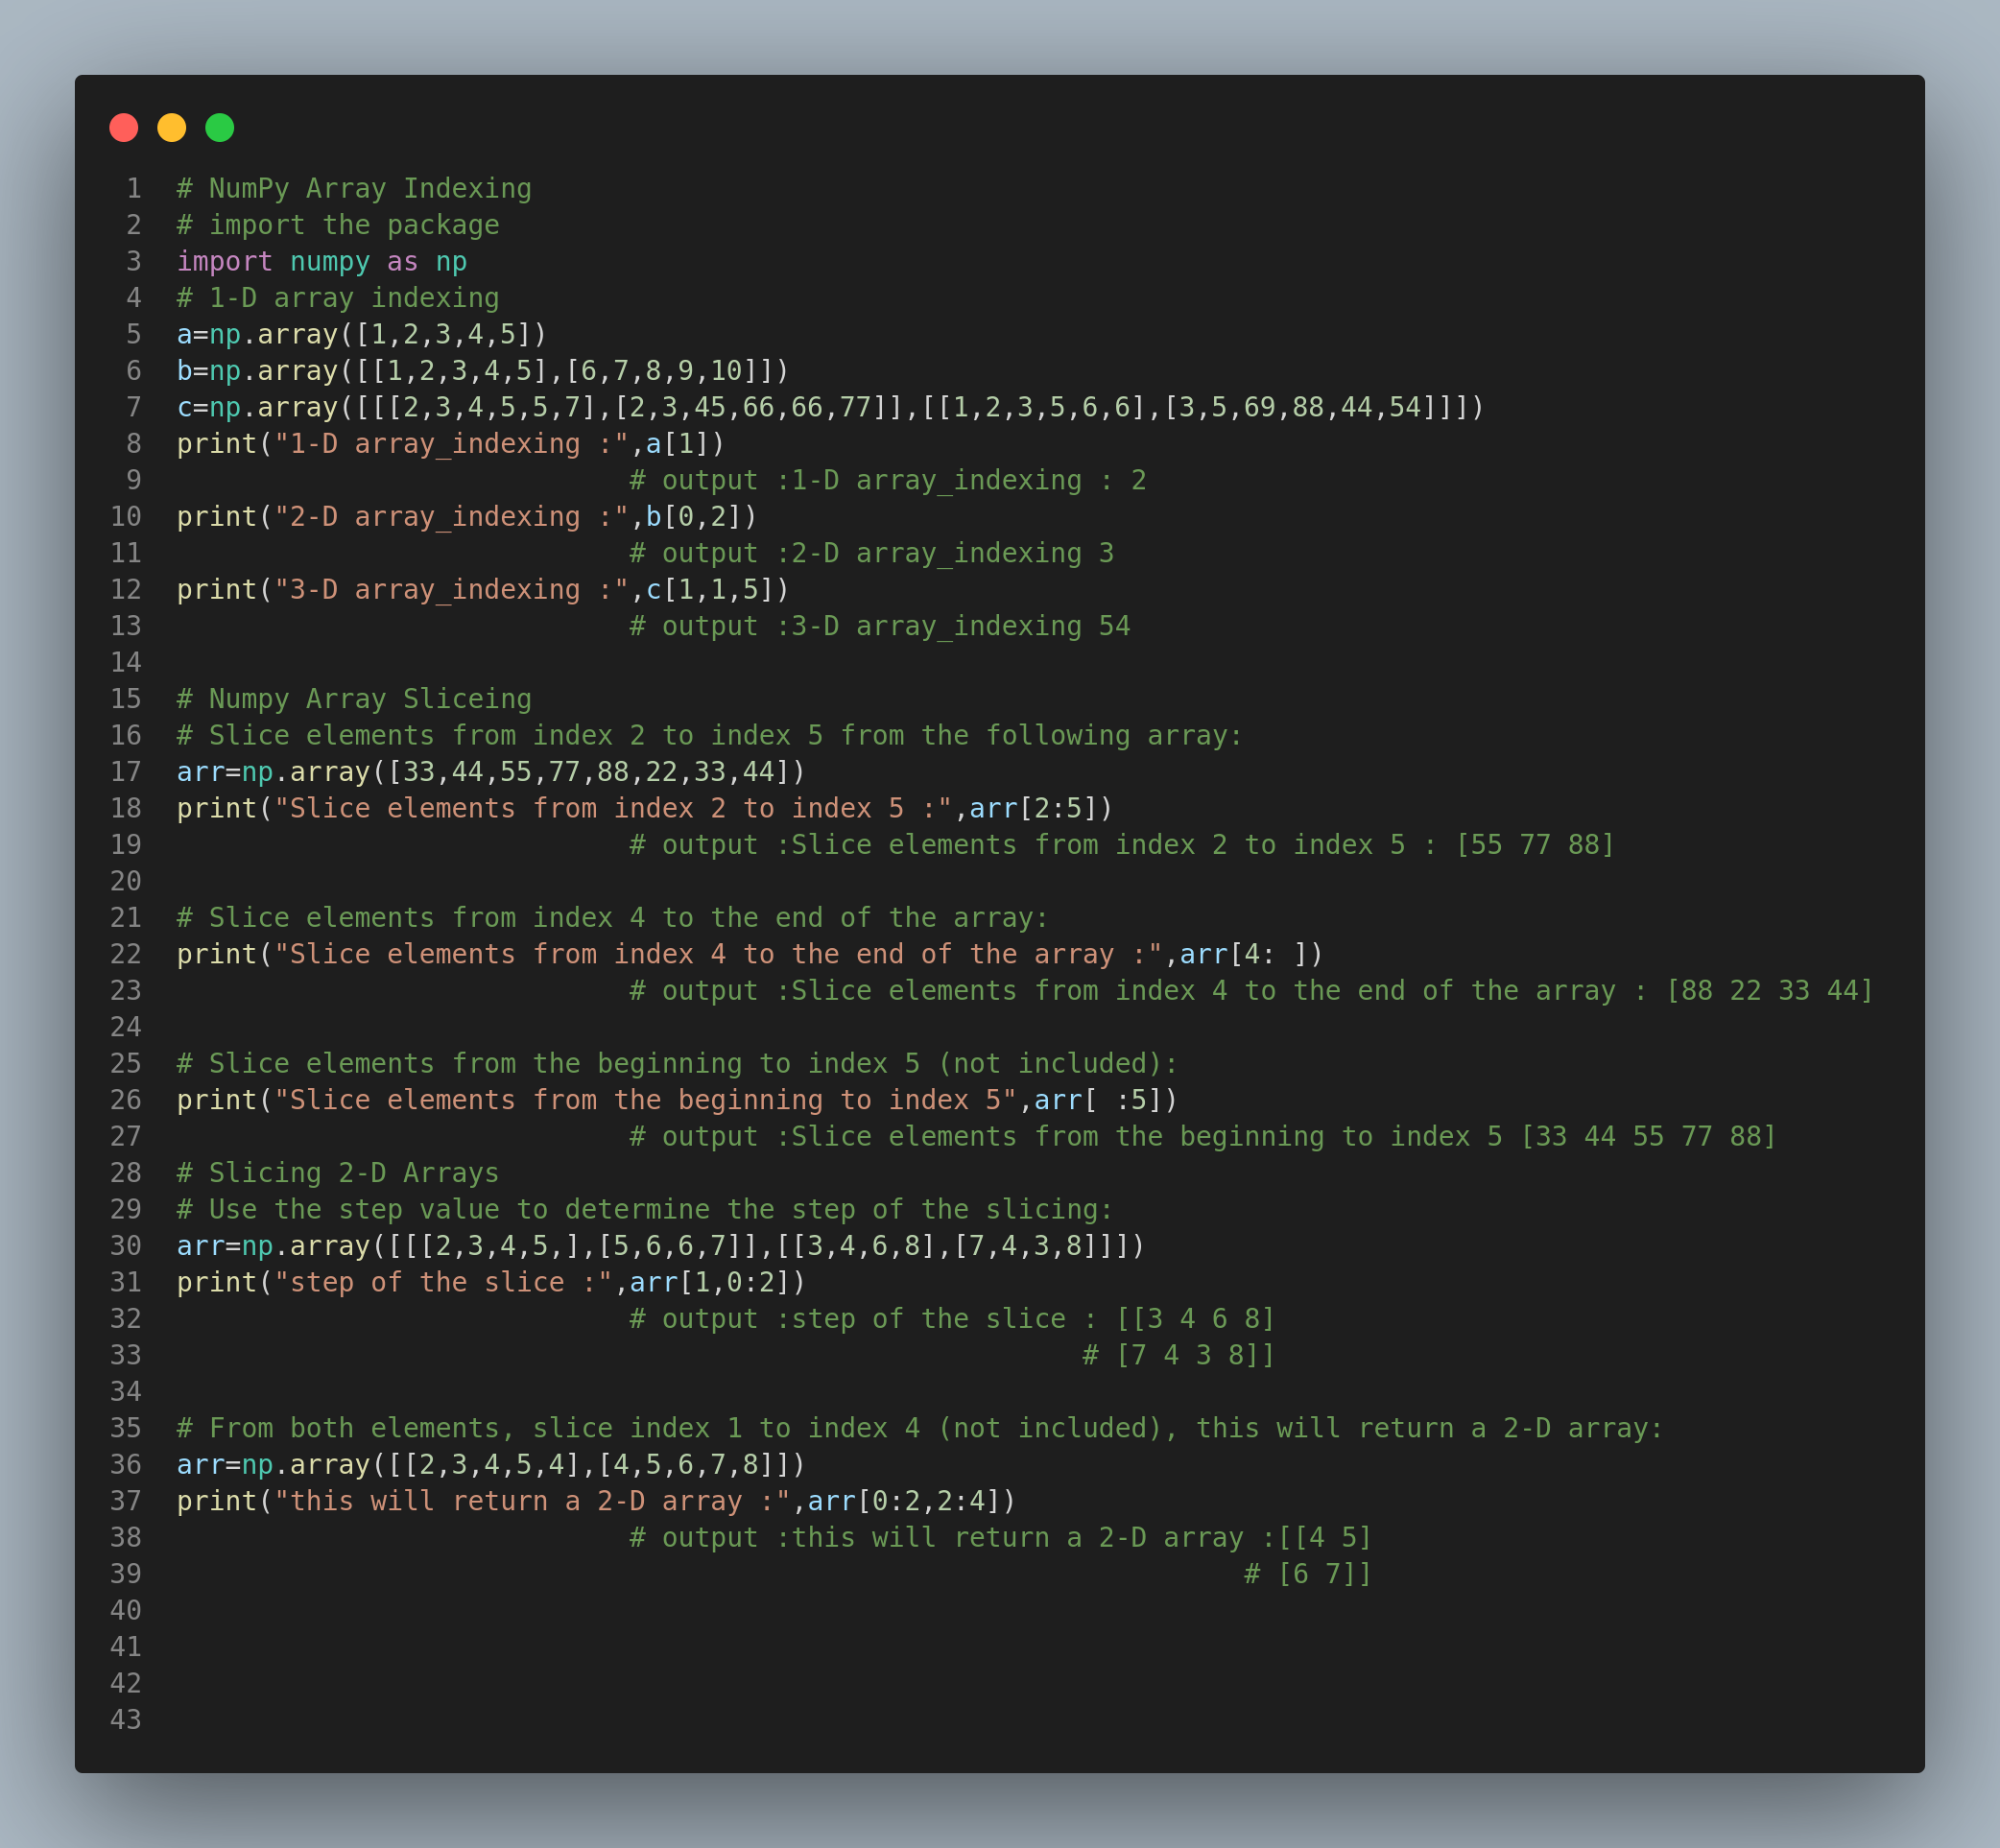 1 # NumPy Array Indexing
2 # import the package
3 import numpy as np
4 # 1-D array indexing
5 a=np.array([1,2,3,4,5])
6 b=np.array([[1,2,3,4,5],[6,7,8,9,10]])
7 c=np.array([[[2,3,4,5,5,7],[2,3,45,66,66,77]],[[1,2,3,5,6,6],[3,5,69,88,44,54]]])
8 print("1-D array_indexing :",a[1])
9 # output :1-D array_indexing : 2
10 print("2-D array_indexing :",b[0,2])
11 # output :2-D array_indexing 3
12 print("3-D array_indexing :",c[1,1,5])
13 # output :3-D array_indexing 54
14
15 # Numpy Array Sliceing
16 # Slice elements from index 2 to index 5 from the following array:
17 arr=np.array([33,44,55,77,88,22,33,44])
18 print("Slice elements from index 2 to index 5 :",arr[2:5])
19 # output :Slice elements from index 2 to index 5 : [55 77 88]
20
21 # Slice elements from index 4 to the end of the array:
22 print("Slice elements from index 4 to the end of the array :",arr[4: ])
23 # output :Slice elements from index 4 to the end of the array : [88 22 33 44]
24
25 # Slice elements from the beginning to index 5 (not included):
26 print("Slice elements from the beginning to index 5",arr[ :5])
27 # output :Slice elements from the beginning to index 5 [33 44 55 77 88]
28 # Slicing 2-D Arrays
29 # Use the step value to determine the step of the slicing:
30 arr=np.array([[[2,3,4,5,],[5,6,6,7]],[[3,4,6,8],[7,4,3,8]]])
31 print("step of the slice :",arr[1,0:2])
32 # output :step of the slice : [[3 4 6 8]
33 # [7 4 3 8]]
34
35 # From both elements, slice index 1 to index 4 (not included), this will return a 2-D array:
36 arr=np.array([[2,3,4,5,4],[4,5,6,7,8]])
37 print("this will return a 2-D array :",arr[0:2,2:4])
38 # output :this will return a 2-D array :[[4 5]
39 # [6 7]]
40
41
42
43